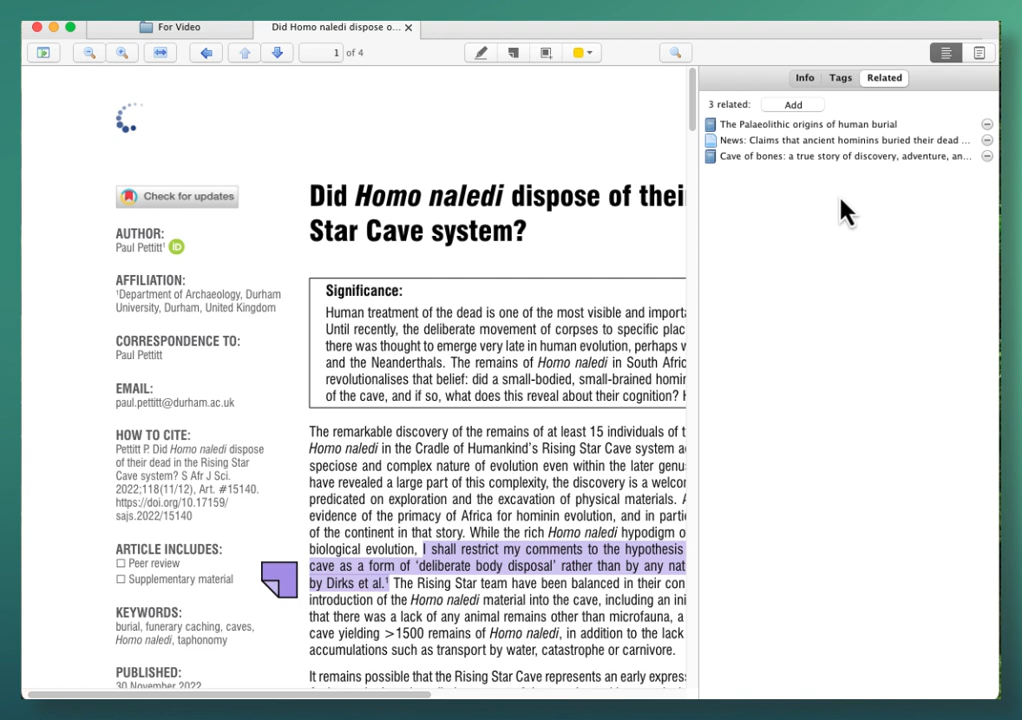 For Video
Did Homo naledi dispose o...
1 of 4
Info Tags Related
3 related: Add
The Palaeolithic origins of human burial
News: Claims that ancient hominins buried their dead ...
Cave of bones: a true story of discovery, adventure, an...
Check for updates
AUTHOR:
Paul Pettitt¹ iD
AFFILIATION:
¹Department of Archaeology, Durham
University, Durham, United Kingdom
CORRESPONDENCE TO:
Paul Pettitt
EMAIL:
paul.pettitt@durham.ac.uk
HOW TO CITE:
Pettitt P. Did Homo naledi dispose
of their dead in the Rising Star
Cave system? S Afr J Sci.
2022;118(11/12), Art. #15140.
https://doi.org/10.17159/
sajs.2022/15140
ARTICLE INCLUDES:
☐ Peer review
☐ Supplementary material
KEYWORDS:
burial, funerary caching, caves,
Homo naledi, taphonomy
PUBLISHED:
30 November 2022
Did Homo naledi dispose of thei
Star Cave system?
Significance:
Human treatment of the dead is one of the most visible and importa
Until recently, the deliberate movement of corpses to specific plac
there was thought to emerge very late in human evolution, perhaps w
and the Neanderthals. The remains of Homo naledi in South Afric
revolutionalises that belief: did a small-bodied, small-brained homin
of the cave, and if so, what does this reveal about their cognition? H
The remarkable discovery of the remains of at least 15 individuals of t
Homo naledi in the Cradle of Humankind's Rising Star Cave system a
speciose and complex nature of evolution even within the later genu
have revealed a large part of this complexity, the discovery is a welcor
predicated on exploration and the excavation of physical materials. A
evidence of the primacy of Africa for hominin evolution, and in parti
of the continent in that story. While the rich Homo naledi hypodigm o
biological evolution, I shall restrict my comments to the hypothesis
cave as a form of 'deliberate body disposal' rather than by any nat
by Dirks et al.¹ The Rising Star team have been balanced in their con
introduction of the Homo naledi material into the cave, including an ini
that there was a lack of any animal remains other than microfauna, a
cave yielding >1500 remains of Homo naledi, in addition to the lack
accumulations such as transport by water, catastrophe or carnivore.
It remains possible that the Rising Star Cave represents an early expres